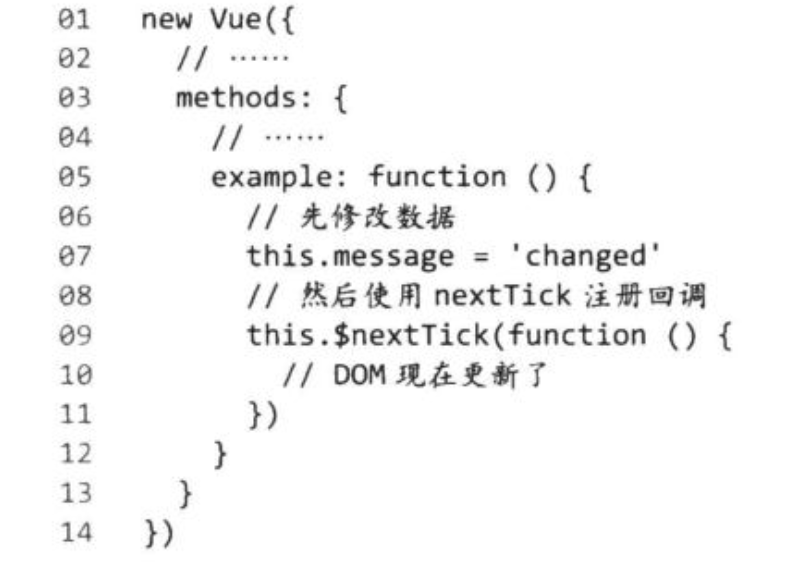 01 new Vue({
02 // ……
03 methods: {
04 // ……
05 example: function () {
06 // 先修改数据
07 this.message = 'changed'
08 // 然后使用 nextTick 注册回调
09 this.$nextTick(function () {
10 // DOM 现在更新了
11 })
12 }
13 }
14 })